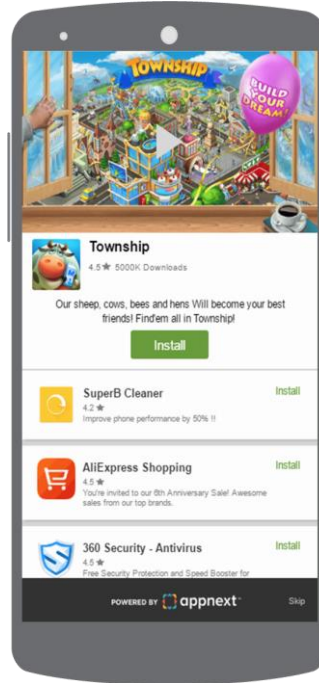 TOWNSHIP
BUILD
YOUR
DREAM!
Township
4.5★ 5000K Downloads
Our sheep, cows, bees and hens Will become your best
friends! Find'em all in Township!
Install
SuperB Cleaner
Install
4.2 ★
Improve phone performance by 50% !!
AliExpress Shopping
Install
4.5 ★
You're invited to our 6th Anniversary Sale! Awesome
sales from our top brands.
360 Security - Antivirus
Install
4.5 ★
Free Security Protection and Speed Booster for
POWERED BY appnext
Skip